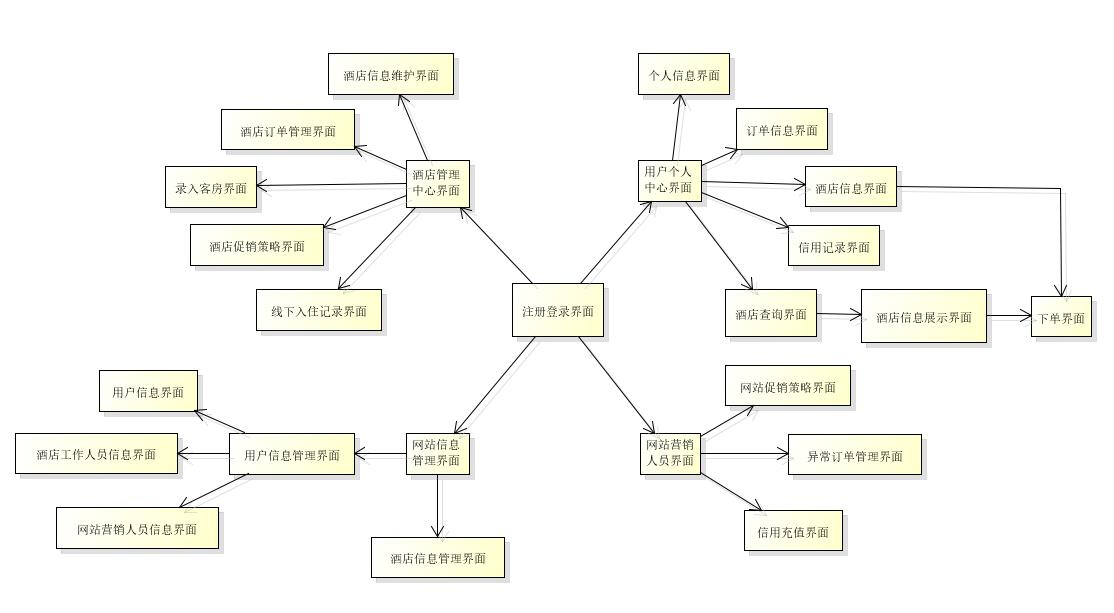 酒店信息维护界面
个人信息界面
酒店订单管理界面
订单信息界面
录入客房界面
酒店管理
中心界面
用户个人
中心界面
酒店信息界面
酒店促销策略界面
信用记录界面
线下入住记录界面
注册登录界面
酒店查询界面
酒店信息展示界面
下单界面
用户信息界面
网站促销策略界面
酒店工作人员信息界面
用户信息管理界面
网站信息
管理界面
网站营销
人员界面
异常订单管理界面
网站营销人员信息界面
信用充值界面
酒店信息管理界面